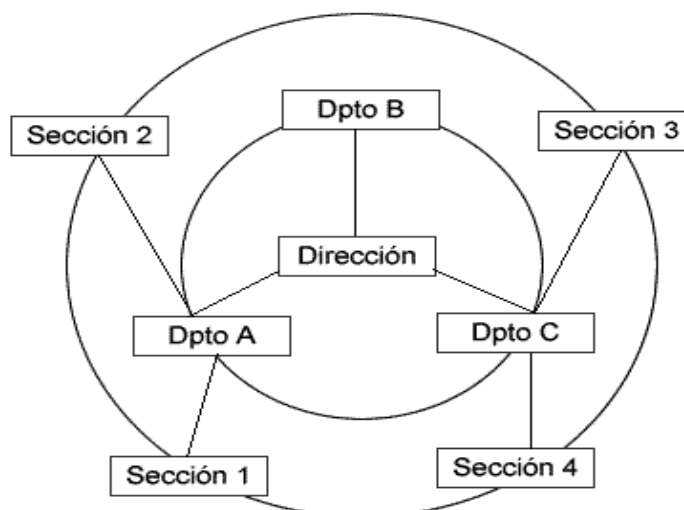 Dpto B
Sección 2
Sección 3
Dirección
Dpto A
Dpto C
Sección 1
Sección 4